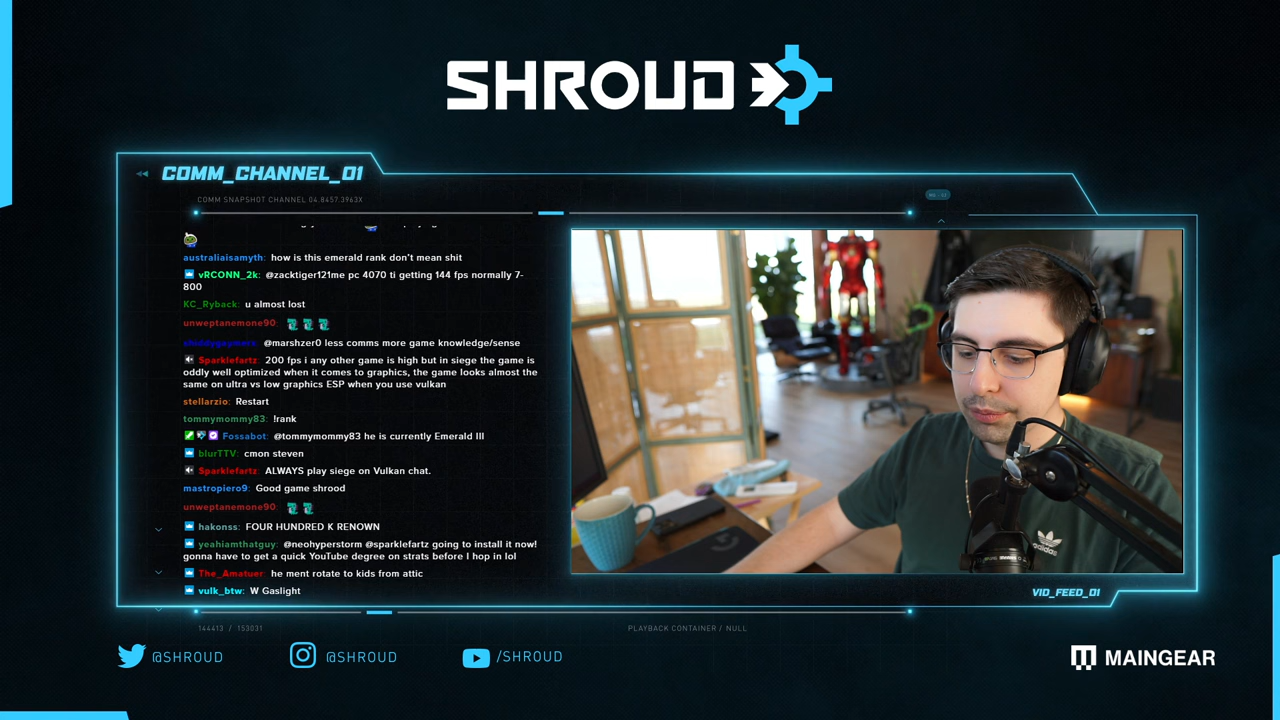 SHROUD
COMM_CHANNEL_01
COMM SNAPSHOT CHANNEL 04.8457.3963X
australiaisamyth: how is this emerald rank don't mean shit
vRCONN_2k: @zacktiger121me pc 4070 ti getting 144 fps normally 7-
800
KC_Ryback: u almost lost
unweptanemone90:
@marshzer0 less comms more game knowledge/sense
Sparklefartz: 200 fps i any other game is high but in siege the game is
oddly well optimized when it comes to graphics, the game looks almost the
same on ultra vs low graphics ESP when you use vulkan
stellarzio: Restart
tommymommy83: !rank
Fossabot: @tommymommy83 he is currently Emerald III
blurTTV: cmon steven
Sparklefartz: ALWAYS play siege on Vulkan chat.
mastropiero9: Good game shrood
unweptanemone90:
hakonss: FOUR HUNDRED K RENOWN
yeahiamthatguy: @neohyperstorm @sparklefartz going to install it now!
gonna have to get a quick YouTube degree on strats before I hop in lol
The_Amatuer: he ment rotate to kids from attic
vulk_btw: W Gaslight
adidas
VID_FEED_01
144413 / 153031
PLAYBACK CONTAINER / NULL
@SHROUD
@SHROUD
/SHROUD
MAINGEAR